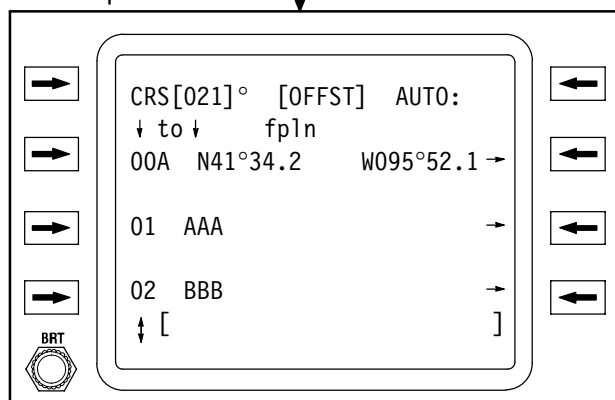 CRS[021]° [OFFST] AUTO:
↓ to ↓ fpln
00A N41°34.2 W095°52.1→
01 AAA →
02 BBB →
↕ [ ]
BRT